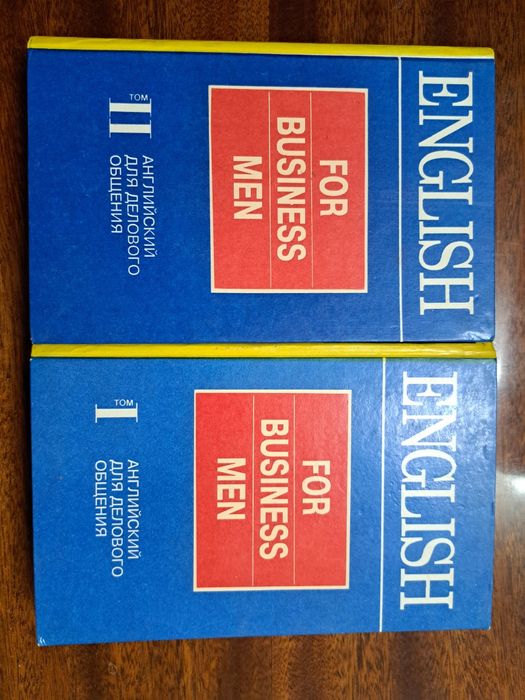 ENGLISH
FOR
BUSINESS
MEN
ТОМ
II
АНГЛИЙСКИЙ
ДЛЯ ДЕЛОВОГО
ОБЩЕНИЯ
ENGLISH
FOR
BUSINESS
MEN
ТОМ
I
АНГЛИЙСКИЙ
ДЛЯ ДЕЛОВОГО
ОБЩЕНИЯ